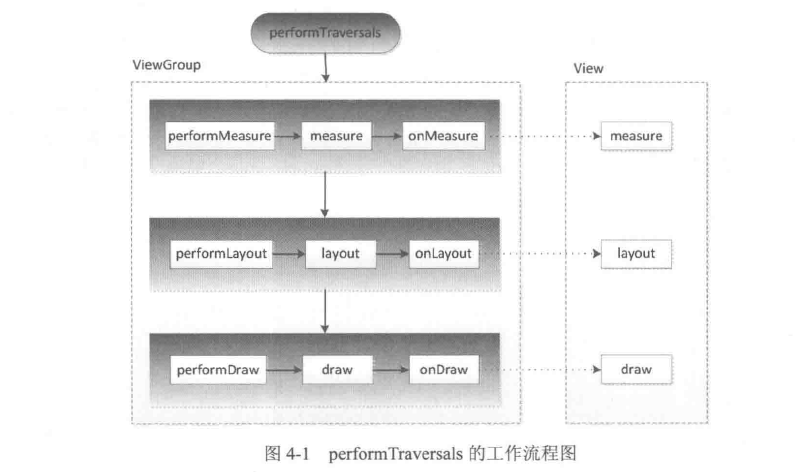 performTraversals
ViewGroup
View
performMeasure
measure
onMeasure
measure
performLayout
layout
onLayout
layout
performDraw
draw
onDraw
draw
图 4-1 performTraversals 的工作流程图